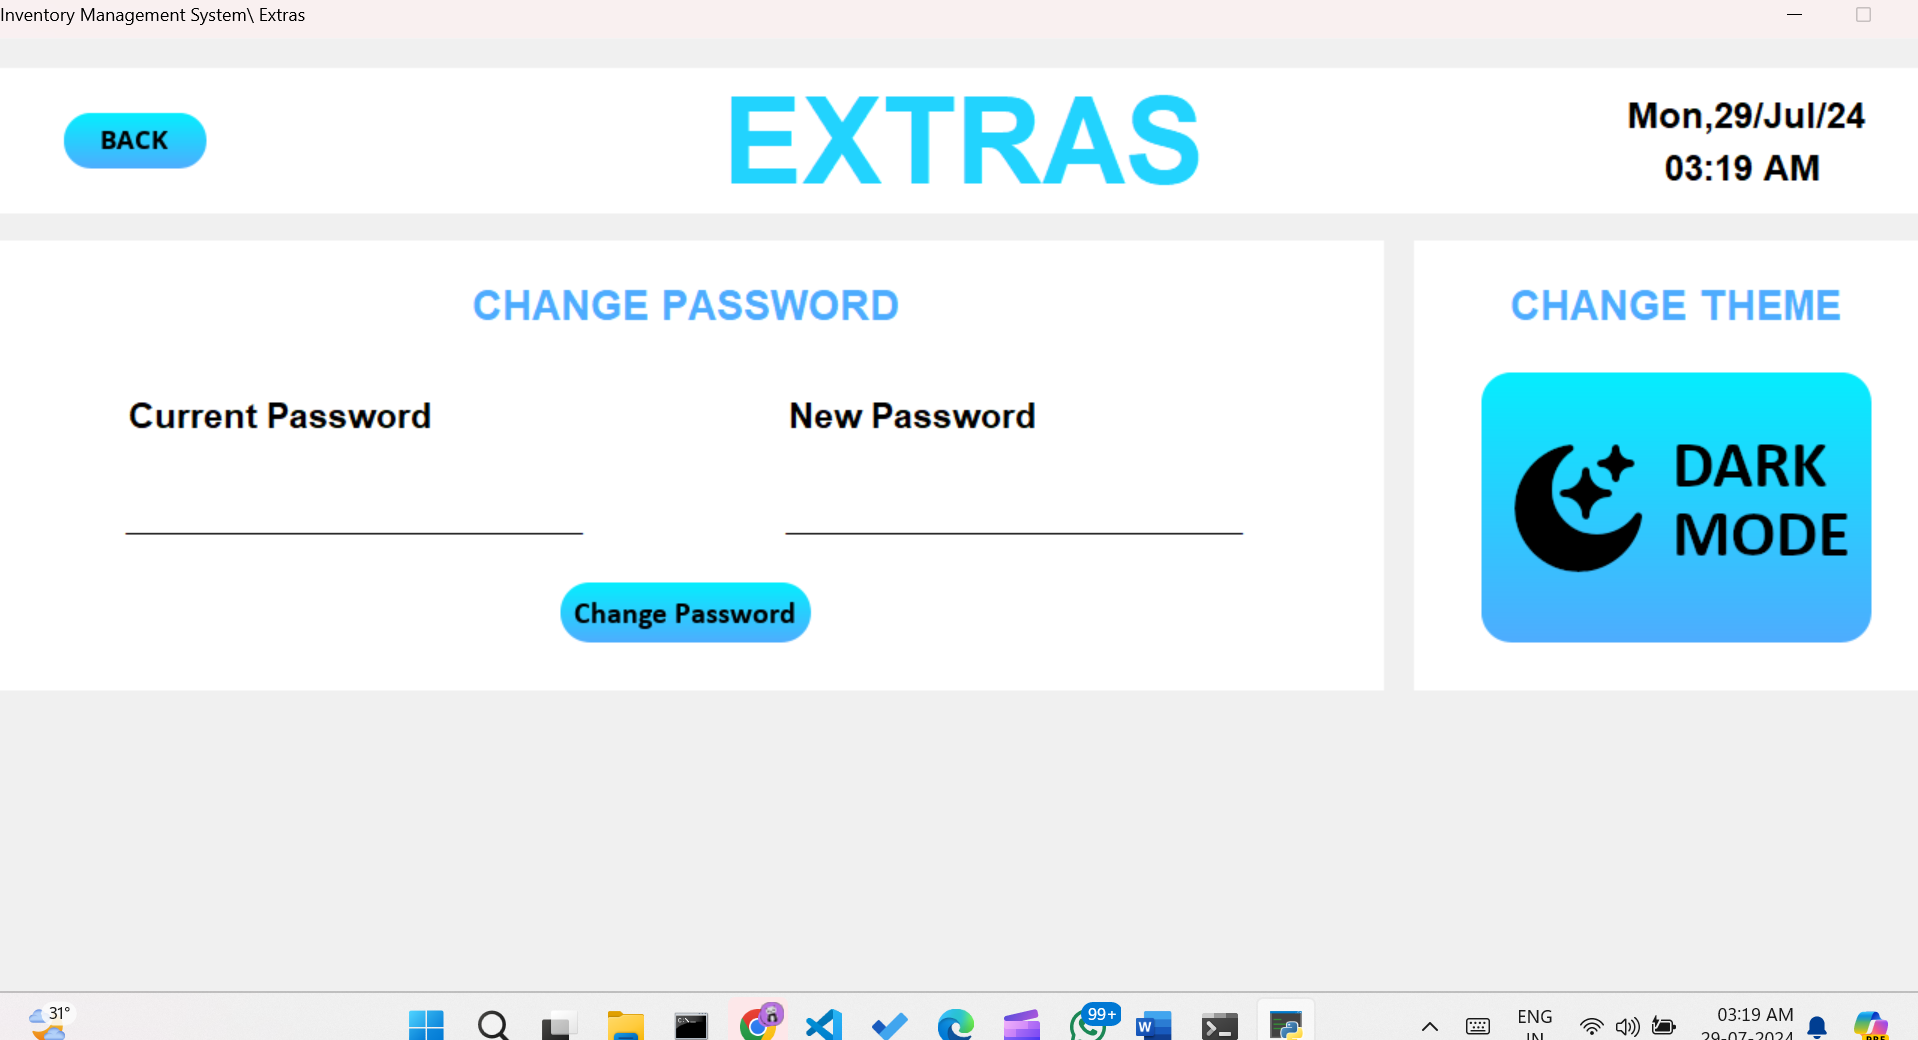 Inventory Management System\ Extras
BACK
EXTRAS
Mon,29/Jul/24
03:19 AM
CHANGE PASSWORD
Current Password
New Password
Change Password
CHANGE THEME
DARK
MODE
31°
99+
W
ENG
IN
03:19 AM
29-07-2024
PRE